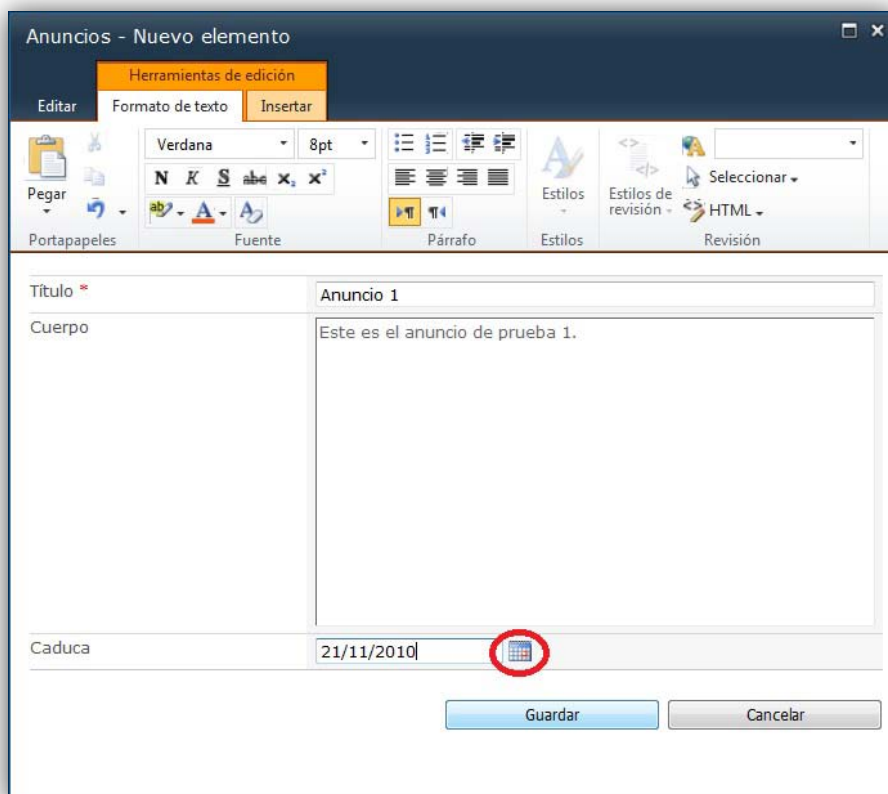 Anuncios - Nuevo elemento
Herramientas de edición
Editar Formato de texto Insertar
Verdana 8pt
N K S abc x₂ x²
Pegar
Estilos
Estilos de revisión
Seleccionar
HTML
Portapapeles Fuente Párrafo Estilos Revisión
Título * Anuncio 1
Cuerpo Este es el anuncio de prueba 1.
Caduca 21/11/2010
Guardar Cancelar